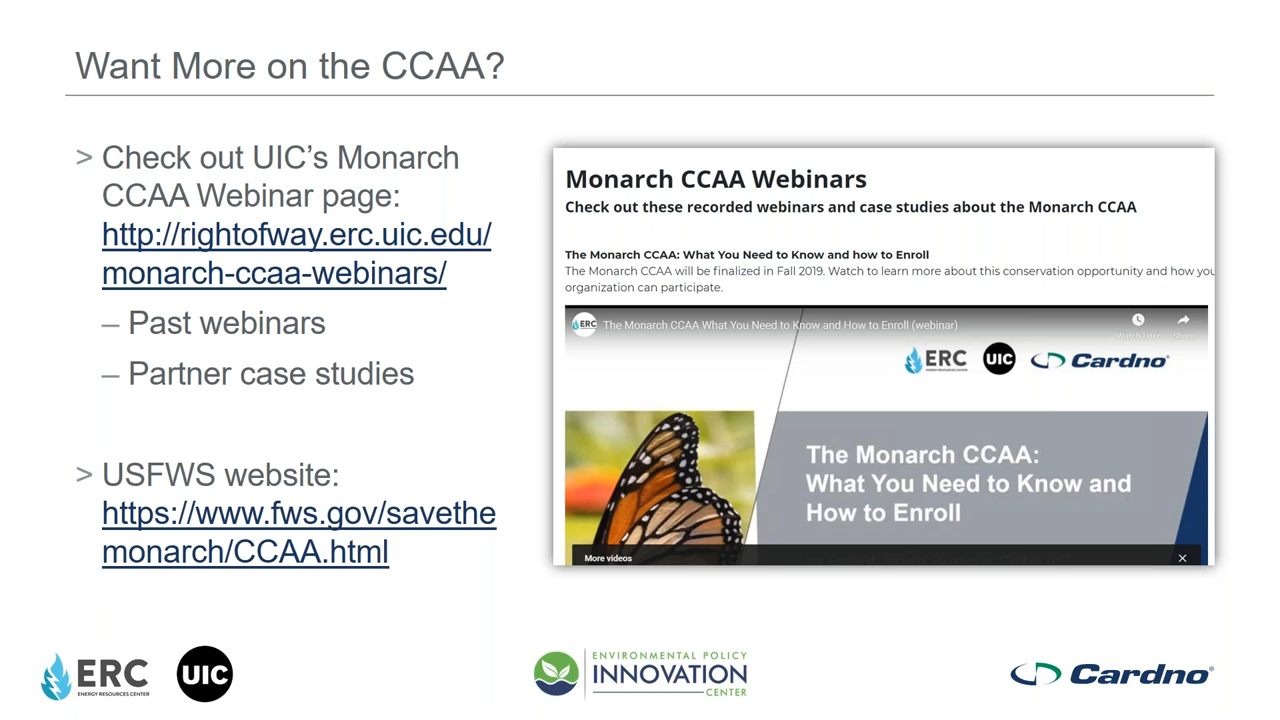 Want More on the CCAA?
> Check out UIC’s Monarch
CCAA Webinar page:
http://rightofway.erc.uic.edu/
monarch-ccaa-webinars/
– Past webinars
– Partner case studies
> USFWS website:
https://www.fws.gov/savethe
monarch/CCAA.html
Monarch CCAA Webinars
Check out these recorded webinars and case studies about the Monarch CCAA
The Monarch CCAA: What You Need to Know and how to Enroll
The Monarch CCAA will be finalized in Fall 2019. Watch to learn more about this conservation opportunity and how you
organization can participate.
ERC The Monarch CCAA What You Need to Know and How to Enroll (webinar)
Watch later Share
ERC UIC Cardno
ENERGY RESOURCES CENTER
The Monarch CCAA:
What You Need to Know and
How to Enroll
More videos
ERC
ENERGY RESOURCES CENTER
UIC
ENVIRONMENTAL POLICY
INNOVATION
CENTER
Cardno®